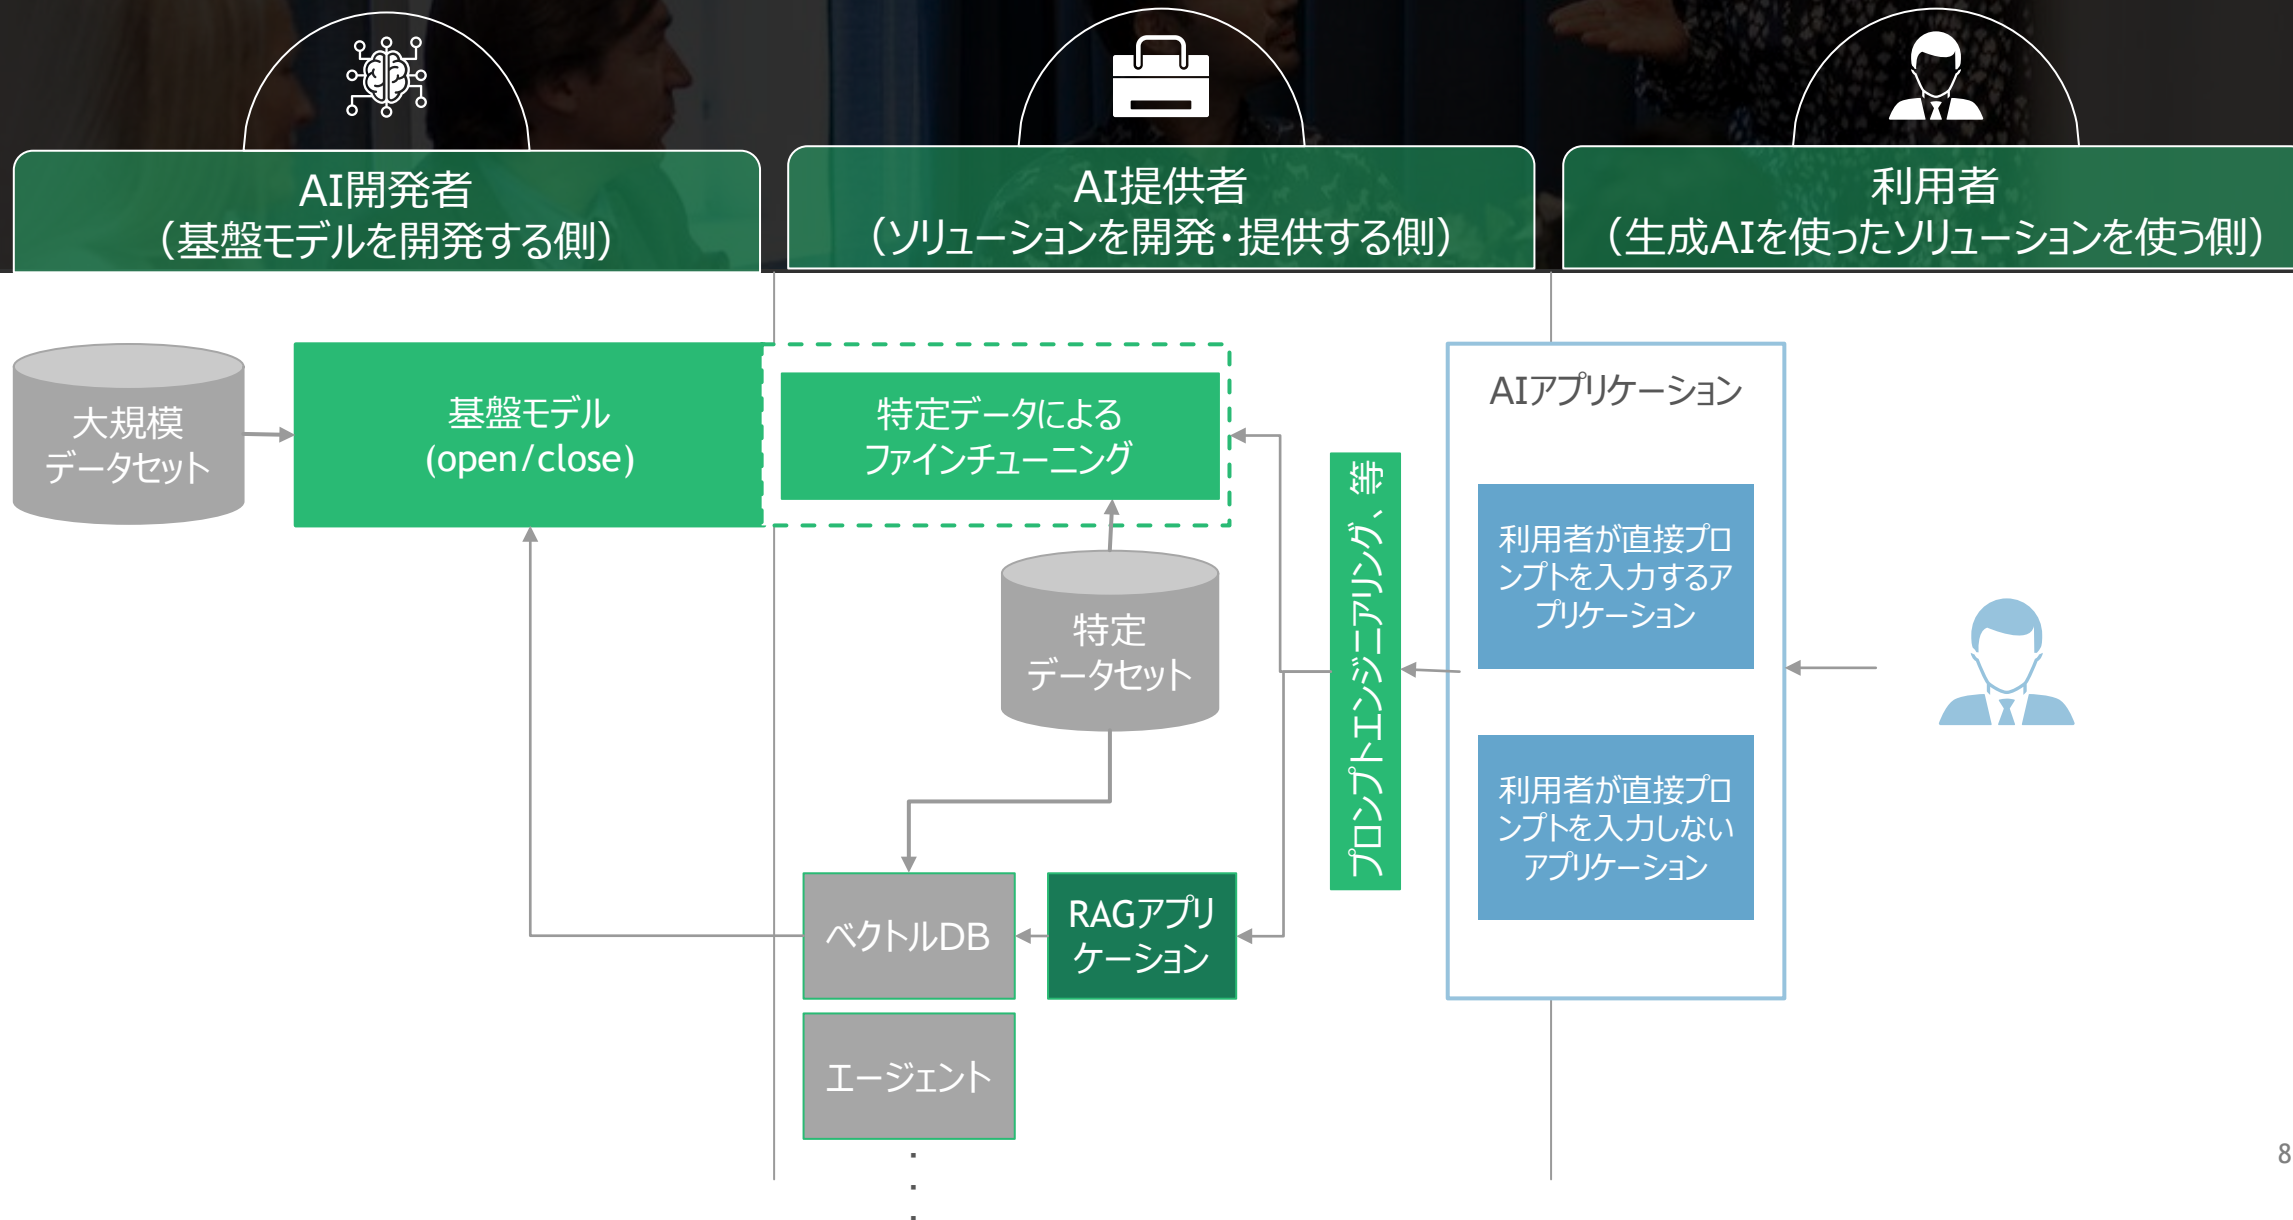 AI開発者
（基盤モデルを開発する側）
AI提供者
（ソリューションを開発・提供する側）
利用者
（生成AIを使ったソリューションを使う側）
大規模
データセット
基盤モデル
(open/close)
特定データによる
ファインチューニング
特定
データセット
ベクトルDB
RAGアプリ
ケーション
エージェント
・
・
・
プロンプトエンジニアリング、等
AIアプリケーション
利用者が直接プロ
ンプトを入力するア
プリケーション
利用者が直接プロ
ンプトを入力しない
アプリケーション
8